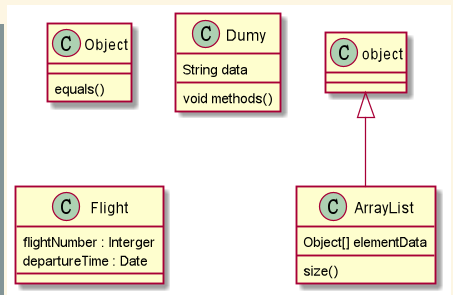 C Object
equals()
C Dumy
String data
void methods()
C object
C Flight
flightNumber : Interger
departureTime : Date
C ArrayList
Object[] elementData
size()